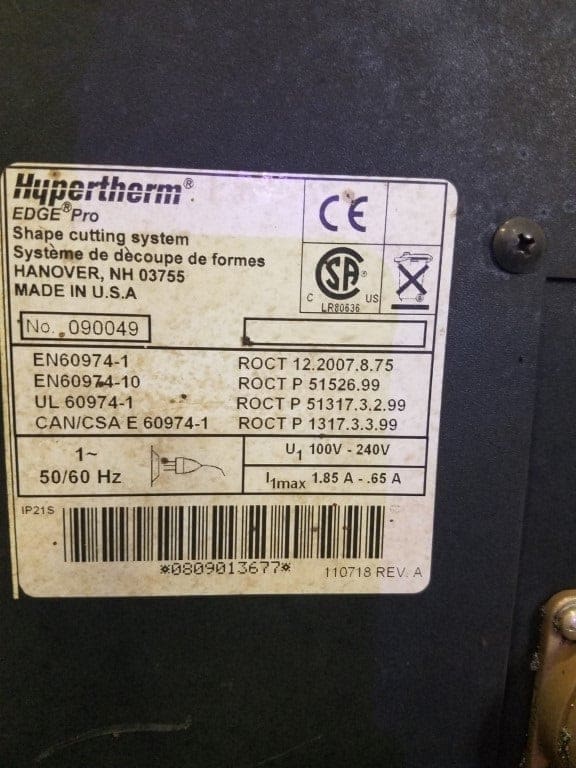 Hypertherm®
EDGE®Pro
Shape cutting system
Système de dècoupe de formes
HANOVER, NH 03755
MADE IN U.S.A
CE
CSA®
C US
LR80636
No. 090049
EN60974-1 ROCT 12.2007.8.75
EN60974-10 ROCT P 51526.99
UL 60974-1 ROCT P 51317.3.2.99
CAN/CSA E 60974-1 ROCT P 1317.3.3.99
1~
50/60 Hz
U1 100V - 240V
I1max 1.85 A - .65 A
IP21S
*0809013677*
110718 REV. A